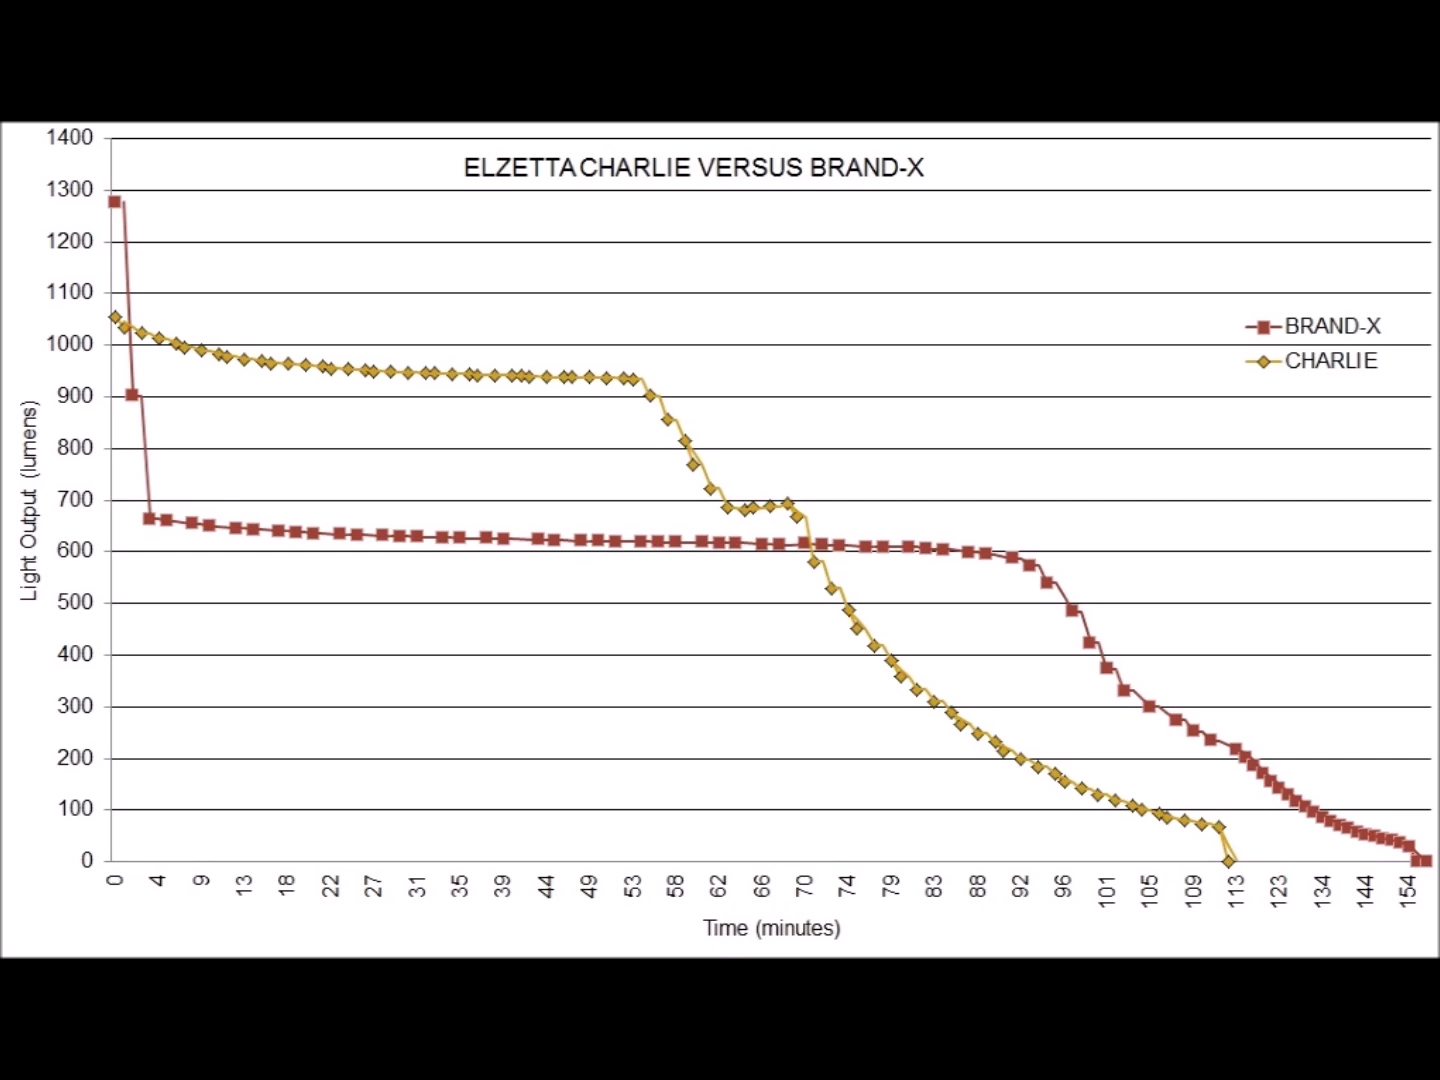 ELZETTA CHARLIE VERSUS BRAND-X
1400
1300
1200
1100
1000
900
800
700
600
500
400
300
200
100
0
Light Output (lumens)
BRAND-X
CHARLIE
0 4 9 13 18 22 27 31 35 39 44 49 53 58 62 66 70 74 79 83 88 92 96 101 105 109 113 123 134 144 154
Time (minutes)